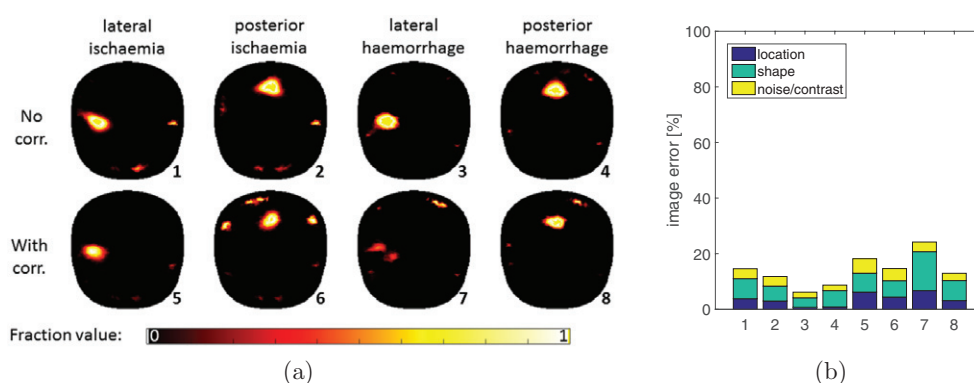 lateral ischaemia
posterior ischaemia
lateral haemorrhage
posterior haemorrhage
No corr.
1
2
3
4
With corr.
5
6
7
8
Fraction value:
0
1
(a)
image error [%]
100
80
60
40
20
0
location
shape
noise/contrast
1 2 3 4 5 6 7 8
(b)